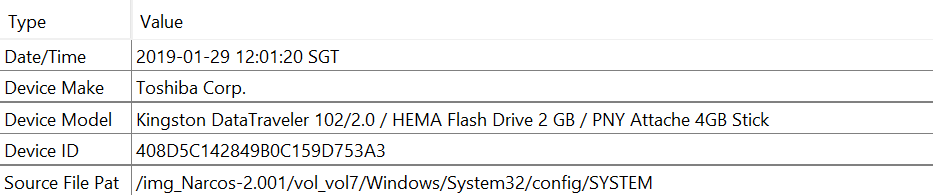 Type Value
Date/Time 2019-01-29 12:01:20 SGT
Device Make Toshiba Corp.
Device Model Kingston DataTraveler 102/2.0 / HEMA Flash Drive 2 GB / PNY Attache 4GB Stick
Device ID 408D5C142849B0C159D753A3
Source File Pat /img_Narcos-2.001/vol_vol7/Windows/System32/config/SYSTEM